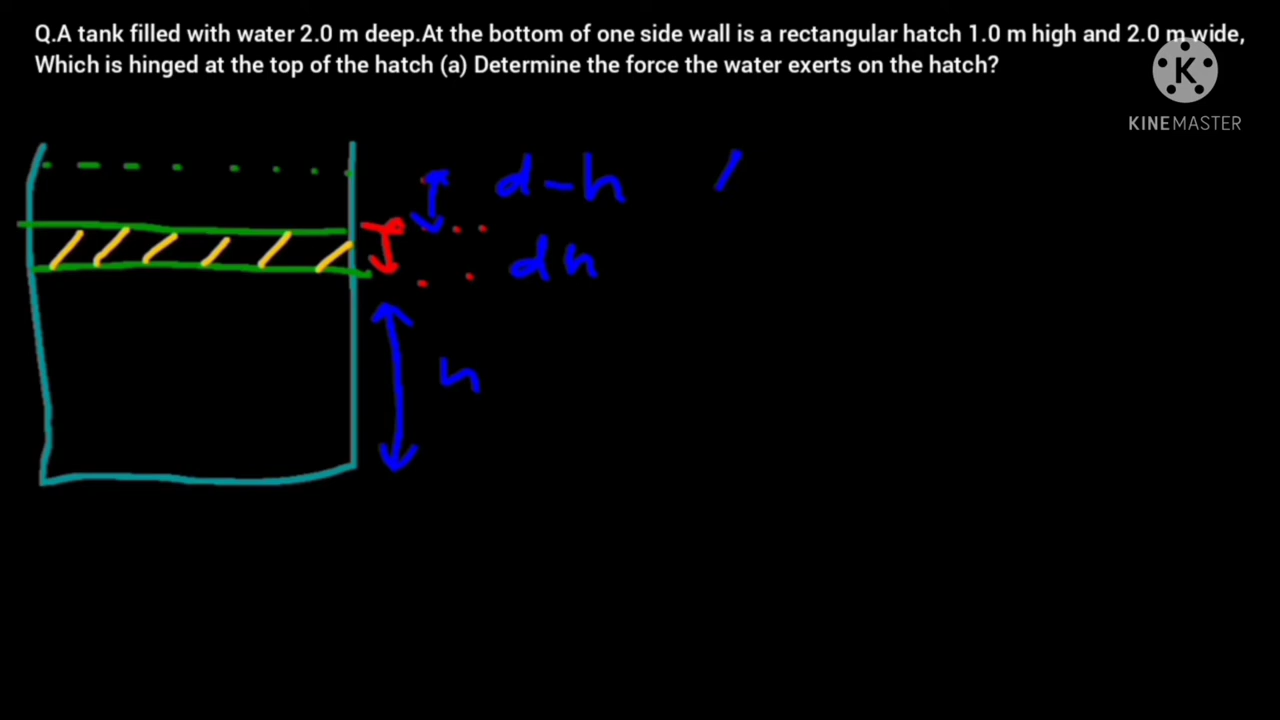 Q.A tank filled with water 2.0 m deep.At the bottom of one side wall is a rectangular hatch 1.0 m high and 2.0 m wide,
Which is hinged at the top of the hatch (a) Determine the force the water exerts on the hatch?
K
KINEMASTER
d-h
dh
h